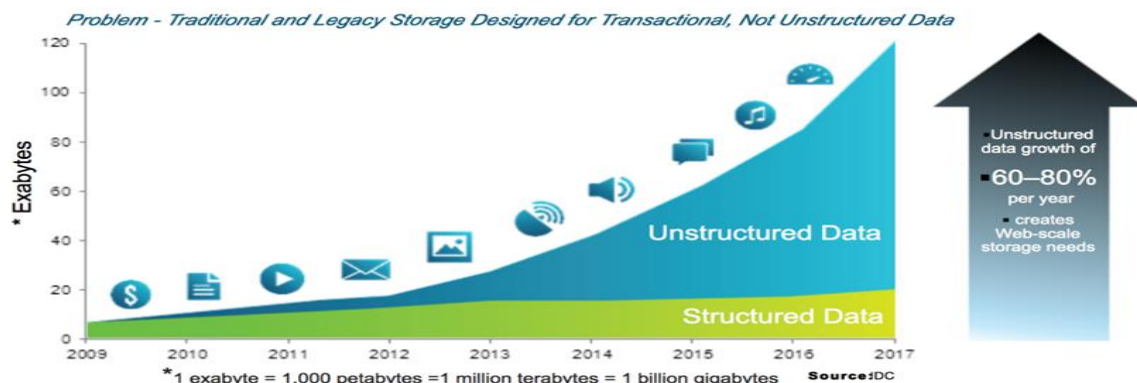 Problem - Traditional and Legacy Storage Designed for Transactional, Not Unstructured Data
120
100
80
60
40
20
0
* Exabytes
Unstructured Data
Structured Data
2009 2010 2011 2012 2013 2014 2015 2016 2017
*1 exabyte = 1,000 petabytes =1 million terabytes = 1 billion gigabytes
Source:IDC
▪Unstructured
data growth of
▪60–80%
per year
▪ creates
Web-scale
storage needs